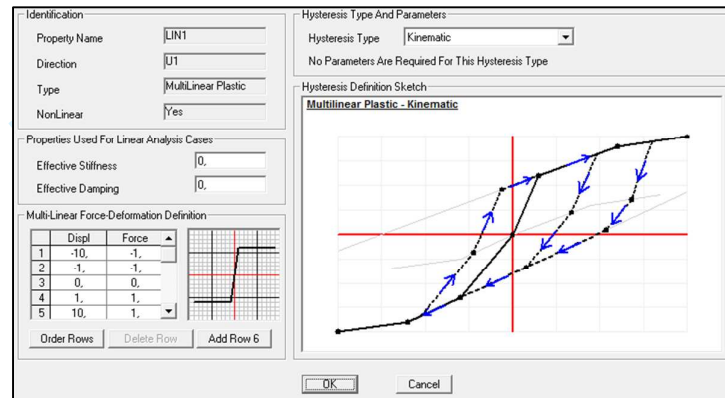 Identification
Property Name LIN1
Direction U1
Type MultiLinear Plastic
NonLinear Yes
Properties Used For Linear Analysis Cases
Effective Stiffness 0,
Effective Damping 0,
Multi-Linear Force-Deformation Definition
Displ Force
1 -10, -1,
2 -1, -1,
3 0, 0,
4 1, 1,
5 10, 1,
Order Rows Delete Row Add Row 6
Hysteresis Type And Parameters
Hysteresis Type Kinematic
No Parameters Are Required For This Hysteresis Type
Hysteresis Definition Sketch
Multilinear Plastic - Kinematic
OK Cancel